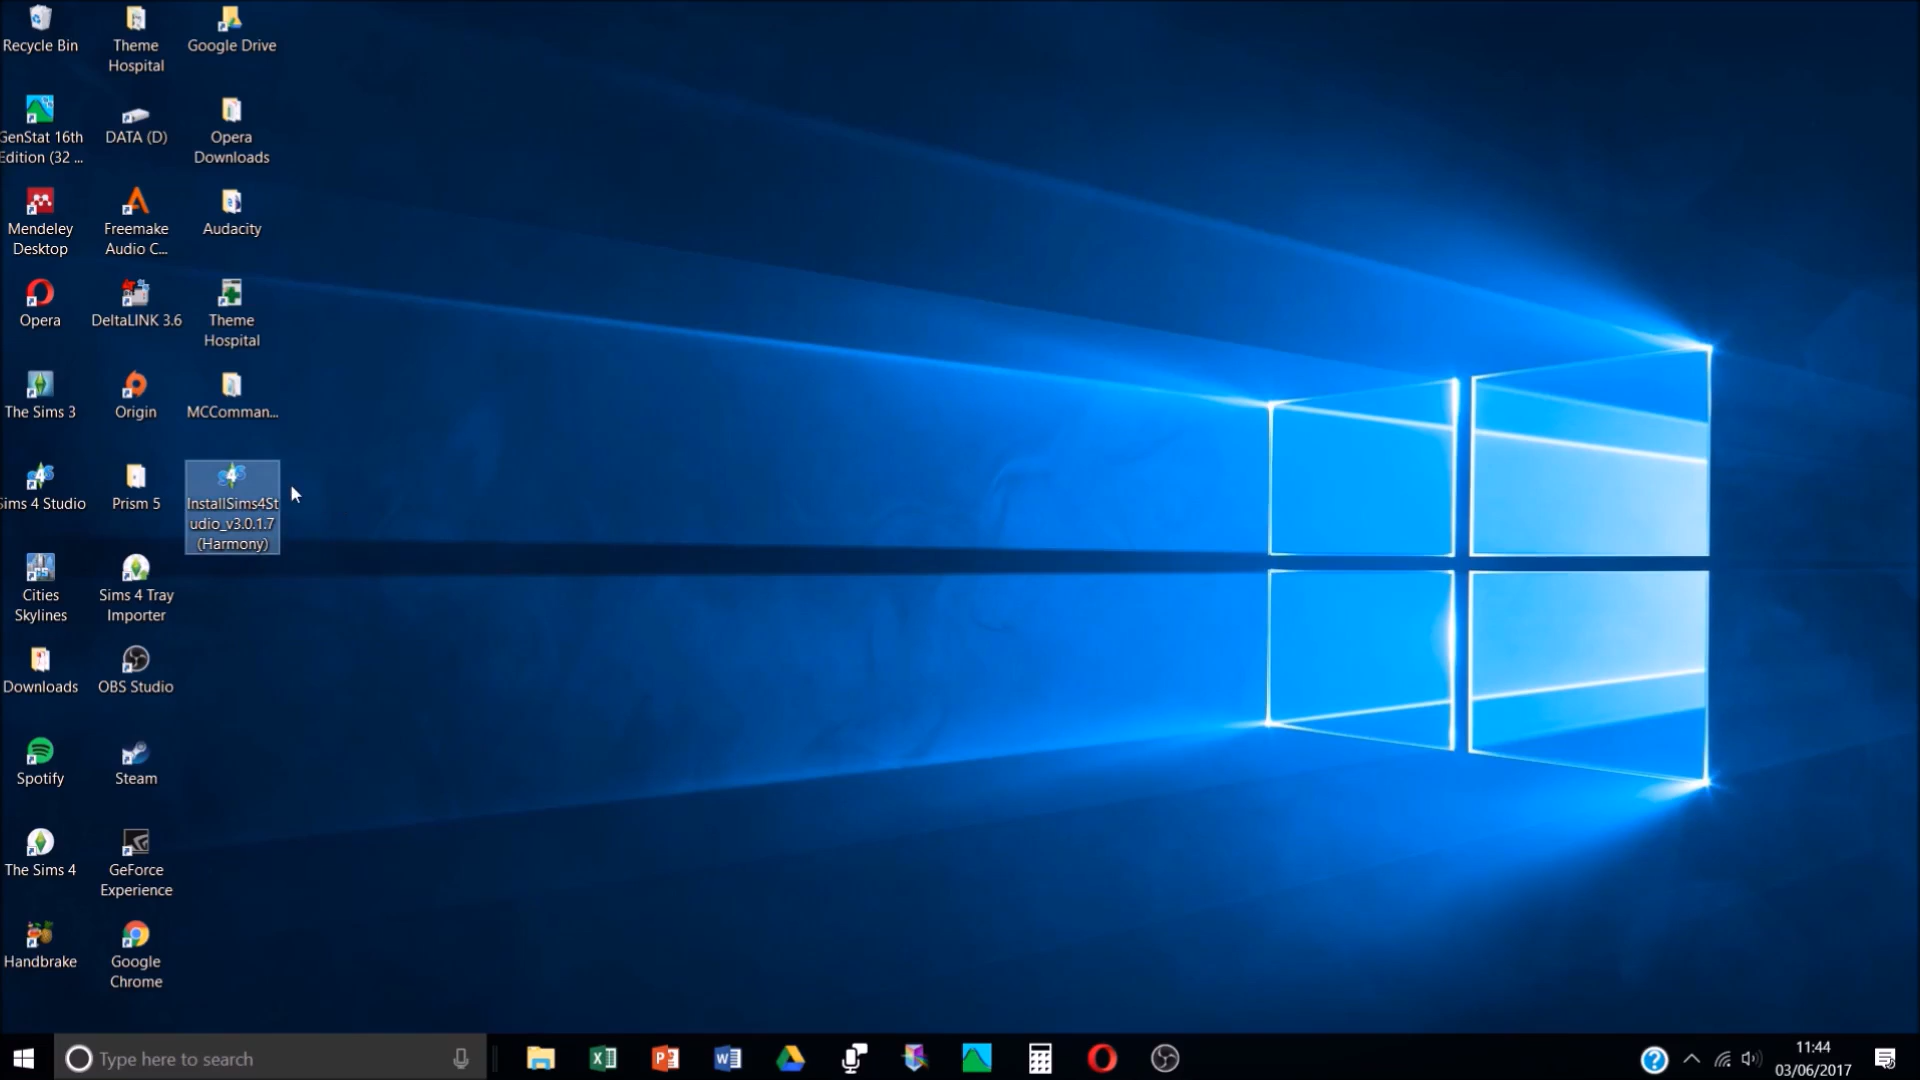 Recycle Bin
Theme
Hospital
Google Drive
GenStat 16th
Edition (32 ...
DATA (D)
Opera
Downloads
Mendeley
Desktop
Freemake
Audio C...
Audacity
Opera
DeltaLINK 3.6
Theme
Hospital
The Sims 3
Origin
MCComman...
Sims 4 Studio
Prism 5
InstallSims4St
udio_v3.0.1.7
(Harmony)
Cities
Skylines
Sims 4 Tray
Importer
Downloads
OBS Studio
Spotify
Steam
The Sims 4
GeForce
Experience
Handbrake
Google
Chrome
Type here to search
11:44
03/06/2017